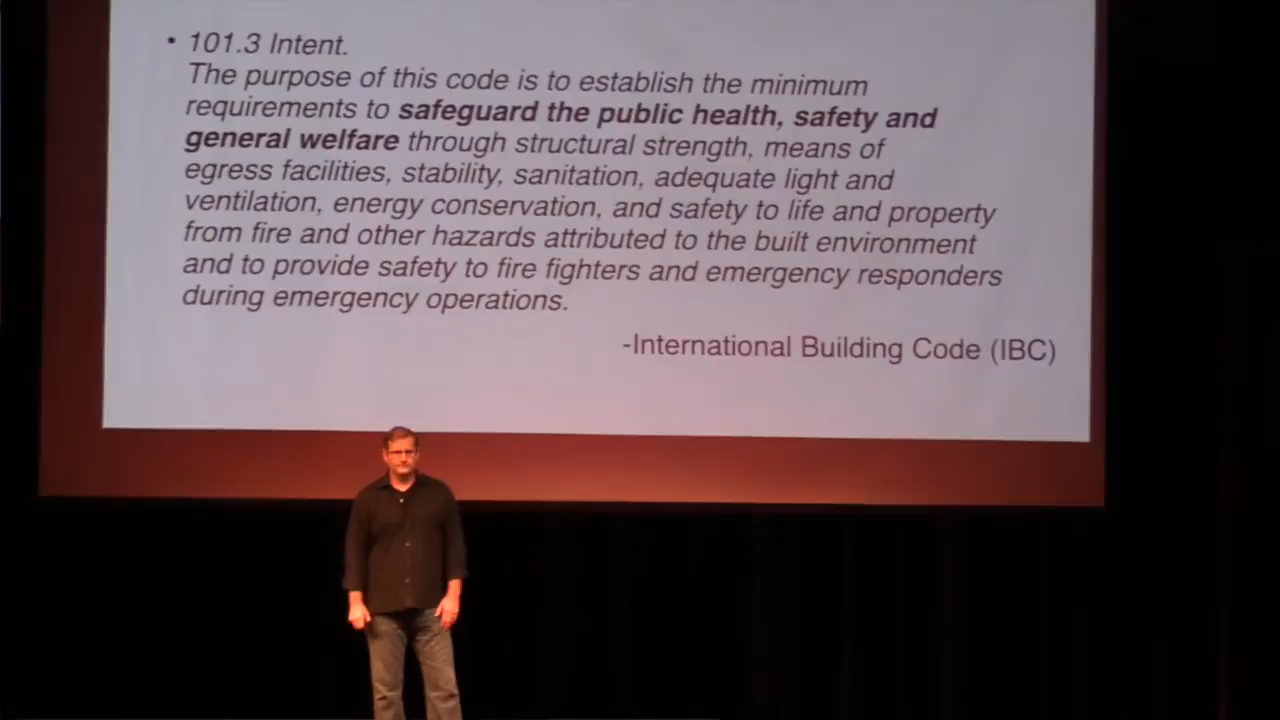 • 101.3 Intent.
The purpose of this code is to establish the minimum
requirements to safeguard the public health, safety and
general welfare through structural strength, means of
egress facilities, stability, sanitation, adequate light and
ventilation, energy conservation, and safety to life and property
from fire and other hazards attributed to the built environment
and to provide safety to fire fighters and emergency responders
during emergency operations.
-International Building Code (IBC)